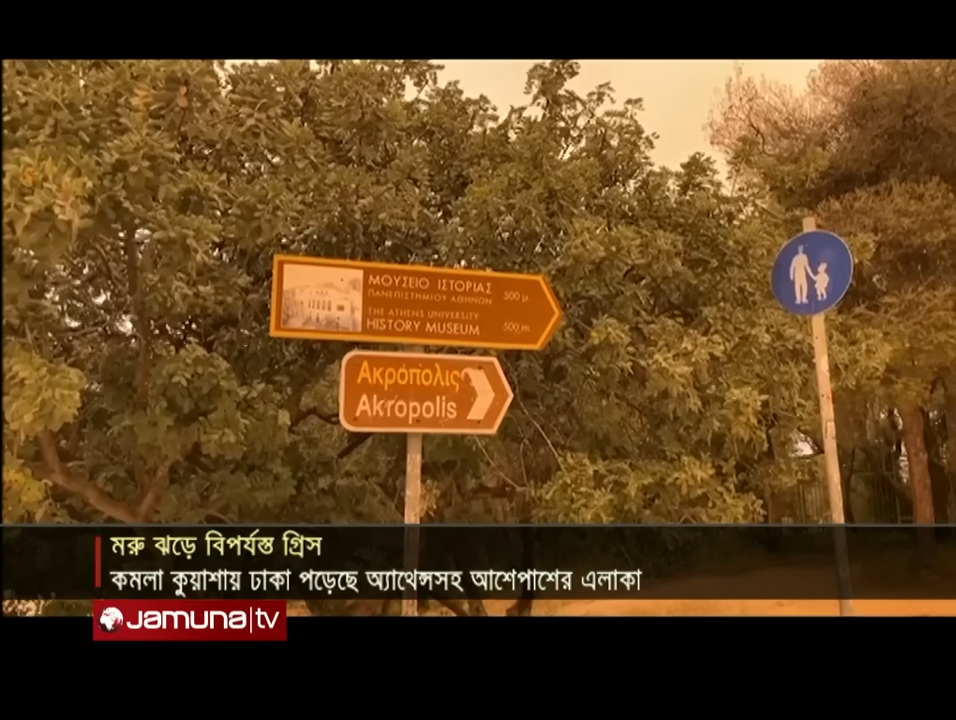 ΜΟΥΣΕΙΟ ΙΣΤΟΡΙΑΣ
ΠΑΝΕΠΙΣΤΗΜΙΟΥ ΑΘΗΝΩΝ
500 μ.
THE ATHENS UNIVERSITY
HISTORY MUSEUM
500 m.
Ακρόπολις
Akropolis
মরু ঝড়ে বিপর্যস্ত গ্রিস
কমলা কুয়াশায় ঢাকা পড়েছে অ্যাথেন্সসহ আশেপাশের এলাকা
Jamuna|tv